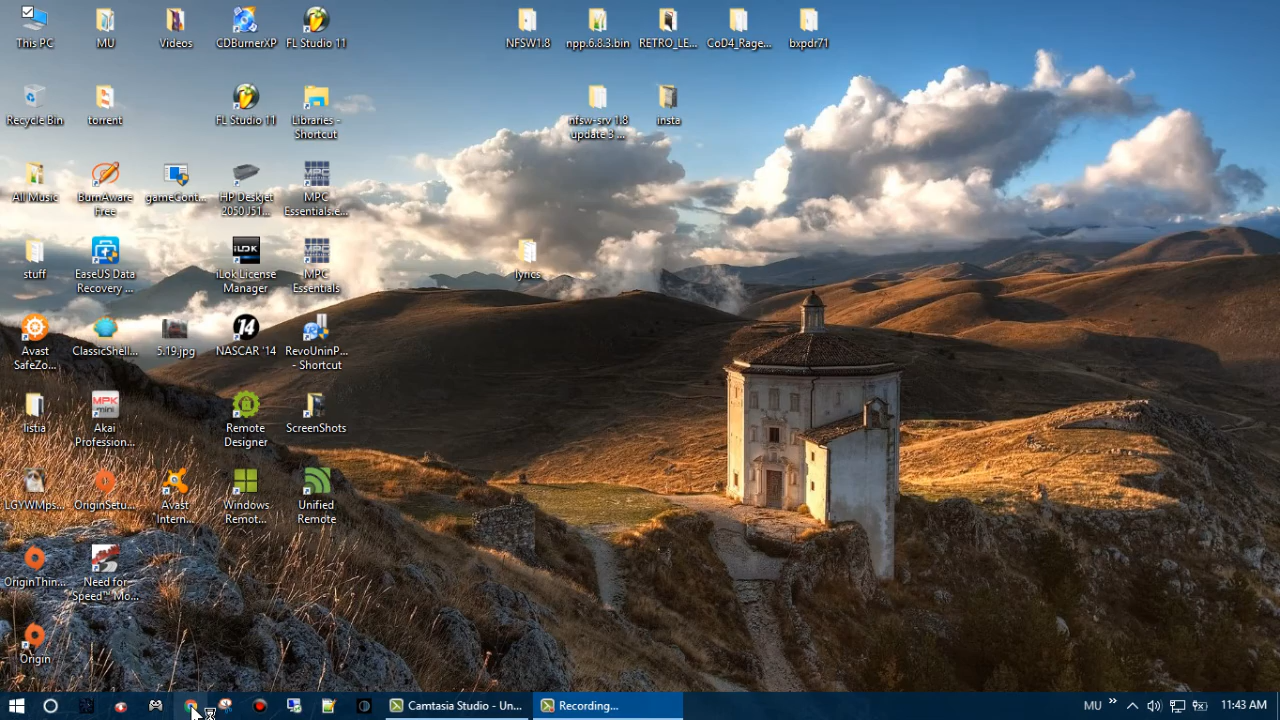 This PC
MU
Videos
CDBurnerXP
FL Studio 11
NFSW1.8
npp.6.8.3.bin
RETRO_LE...
CoD4_Rage...
bxpdr71
Recycle Bin
torrent
FL Studio 11
Libraries -
Shortcut
nfsw-srv 1.8
update 3 ...
insta
All Music
BurnAware
Free
gameCont...
HP Deskjet
2050 J51...
MPC
Essentials.e...
stuff
EaseUS Data
Recovery ...
iLok License
Manager
MPC
Essentials
lyrics
Avast
SafeZo...
ClassicShell...
5.19.jpg
NASCAR '14
RevoUninP...
- Shortcut
listia
Akai
Profession...
Remote
Designer
ScreenShots
LGYWMps...
OriginSetu...
Avast
Intern...
Windows
Remot...
Unified
Remote
OriginThin...
Need for
Speed™ Mo...
Origin
Camtasia Studio - Un...
Recording...
MU
11:43 AM